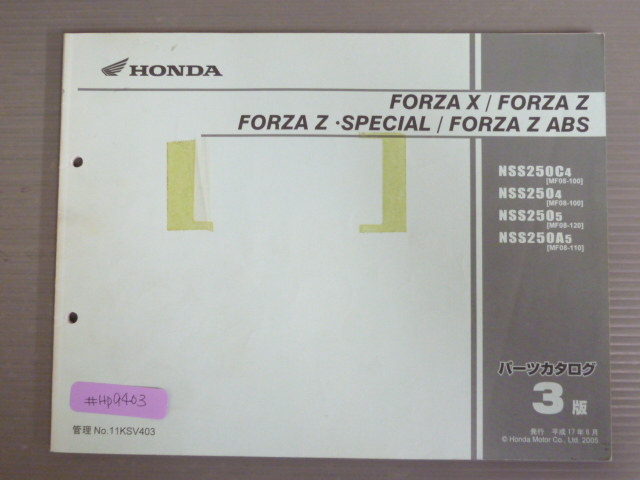 HONDA
FORZA X / FORZA Z
FORZA Z ・SPECIAL / FORZA Z ABS
NSS250C4
[MF08-100]
NSS2504
[MF08-100]
NSS2505
[MF08-120]
NSS250A5
[MF08-110]
パーツカタログ
3 版
発行 平成17年6月
© Honda Motor Co., Ltd. 2005
#HD9403
管理 No.11KSV403